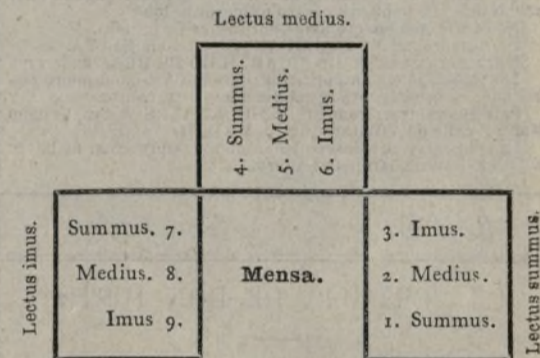 Lectus medius.
4. Summus.
5. Medius.
6. Imus.
Lectus imus.
Summus. 7.
Medius. 8.
Imus 9.
Mensa.
3. Imus.
2. Medius.
1. Summus.
Lectus summus.